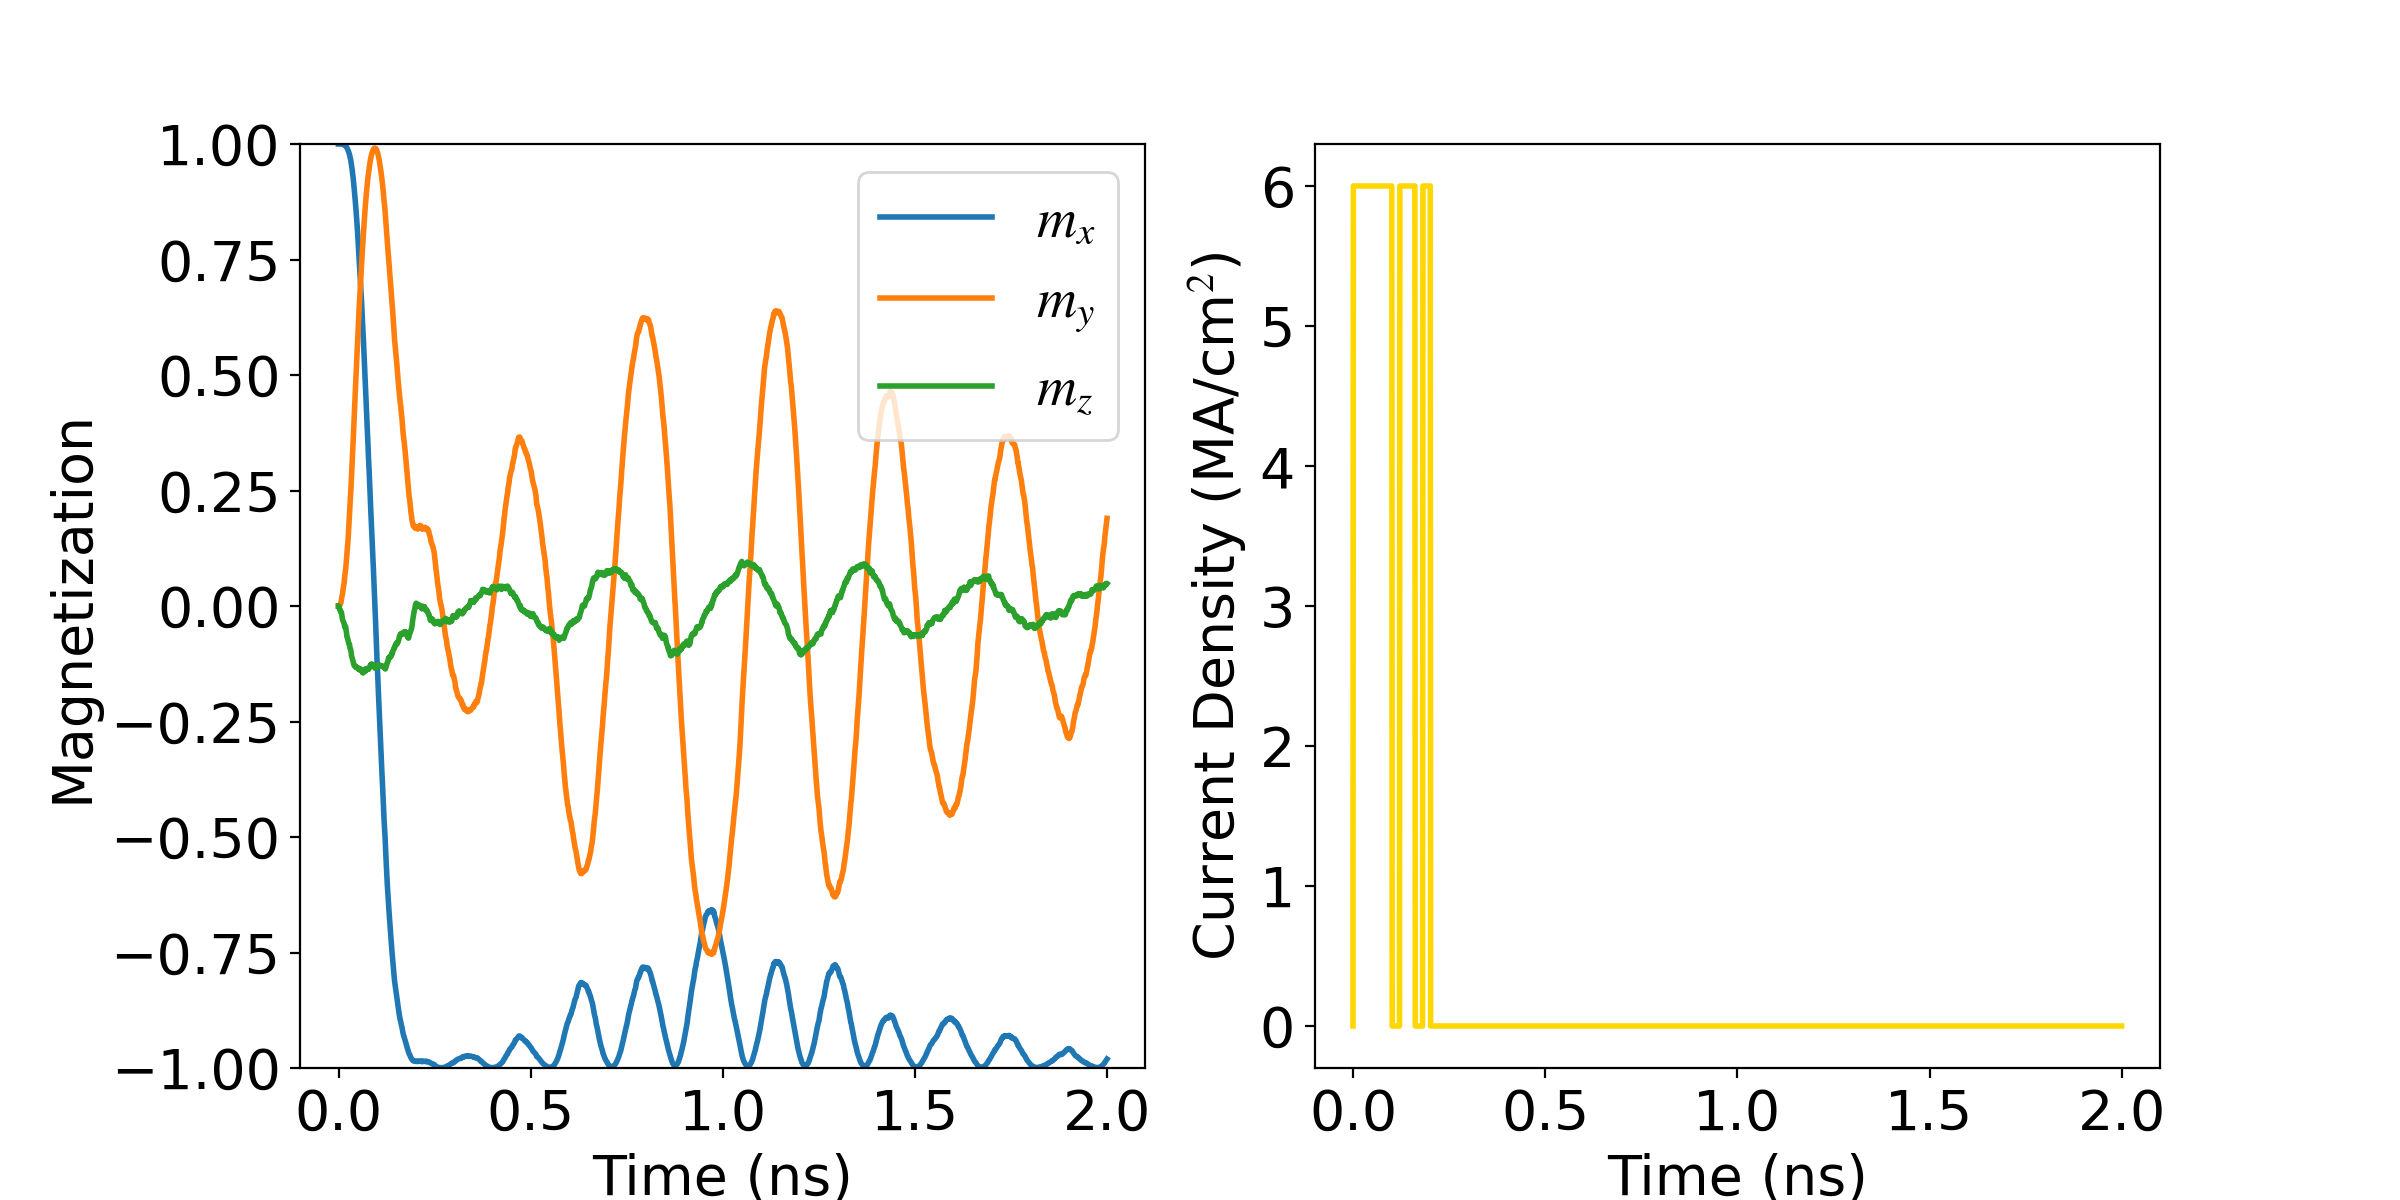 1.00
0.75
0.50
0.25
0.00
−0.25
−0.50
−0.75
−1.00
Magnetization
0.0 0.5 1.0 1.5 2.0
Time (ns)
m_x
m_y
m_z
6
5
4
3
2
1
0
Current Density (MA/cm²)
0.0 0.5 1.0 1.5 2.0
Time (ns)